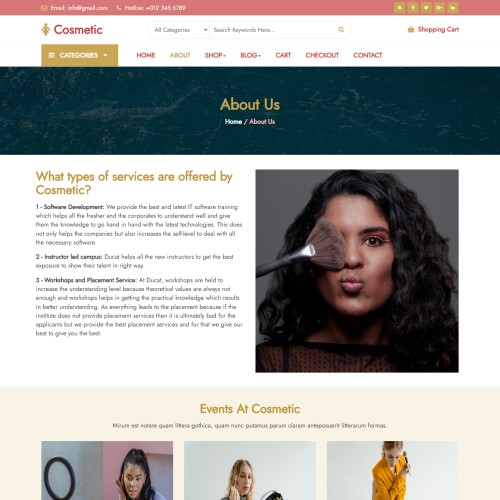 Email: info@gmail.com Hotline: +012 345 6789
Cosmetic
All Categories Search Keywords Here...
Shopping Cart
CATEGORIES
HOME ABOUT SHOP BLOG CART CHECKOUT CONTACT
About Us
Home / About Us
What types of services are offered by
Cosmetic?
1 - Software Development: We provide the best and latest IT software training
which helps all the fresher and the corporates to understand well and give
them the knowledge to go hand in hand with the latest technologies. This does
not only helps the companies but also increases the self-level to deal with all
the necessary software.
2 - Instructor led campus: Ducat helps all the new instructors to get the best
exposure to show their talent in right way.
3 - Workshops and Placement Service: At Ducat, workshops are held to
increase the understanding level because theoretical values are always not
enough and workshops helps in getting the practical knowledge which results
in better understanding. As everything leads to the placement because if the
institute does not provide placement services then it is ultimately bad for the
applicants but we provide the best placement services and for that we give our
best to give you the best.
Events At Cosmetic
Mirum est notare quam littera gothica, quam nunc putamus parum claram anteposuerit litterarum formas.